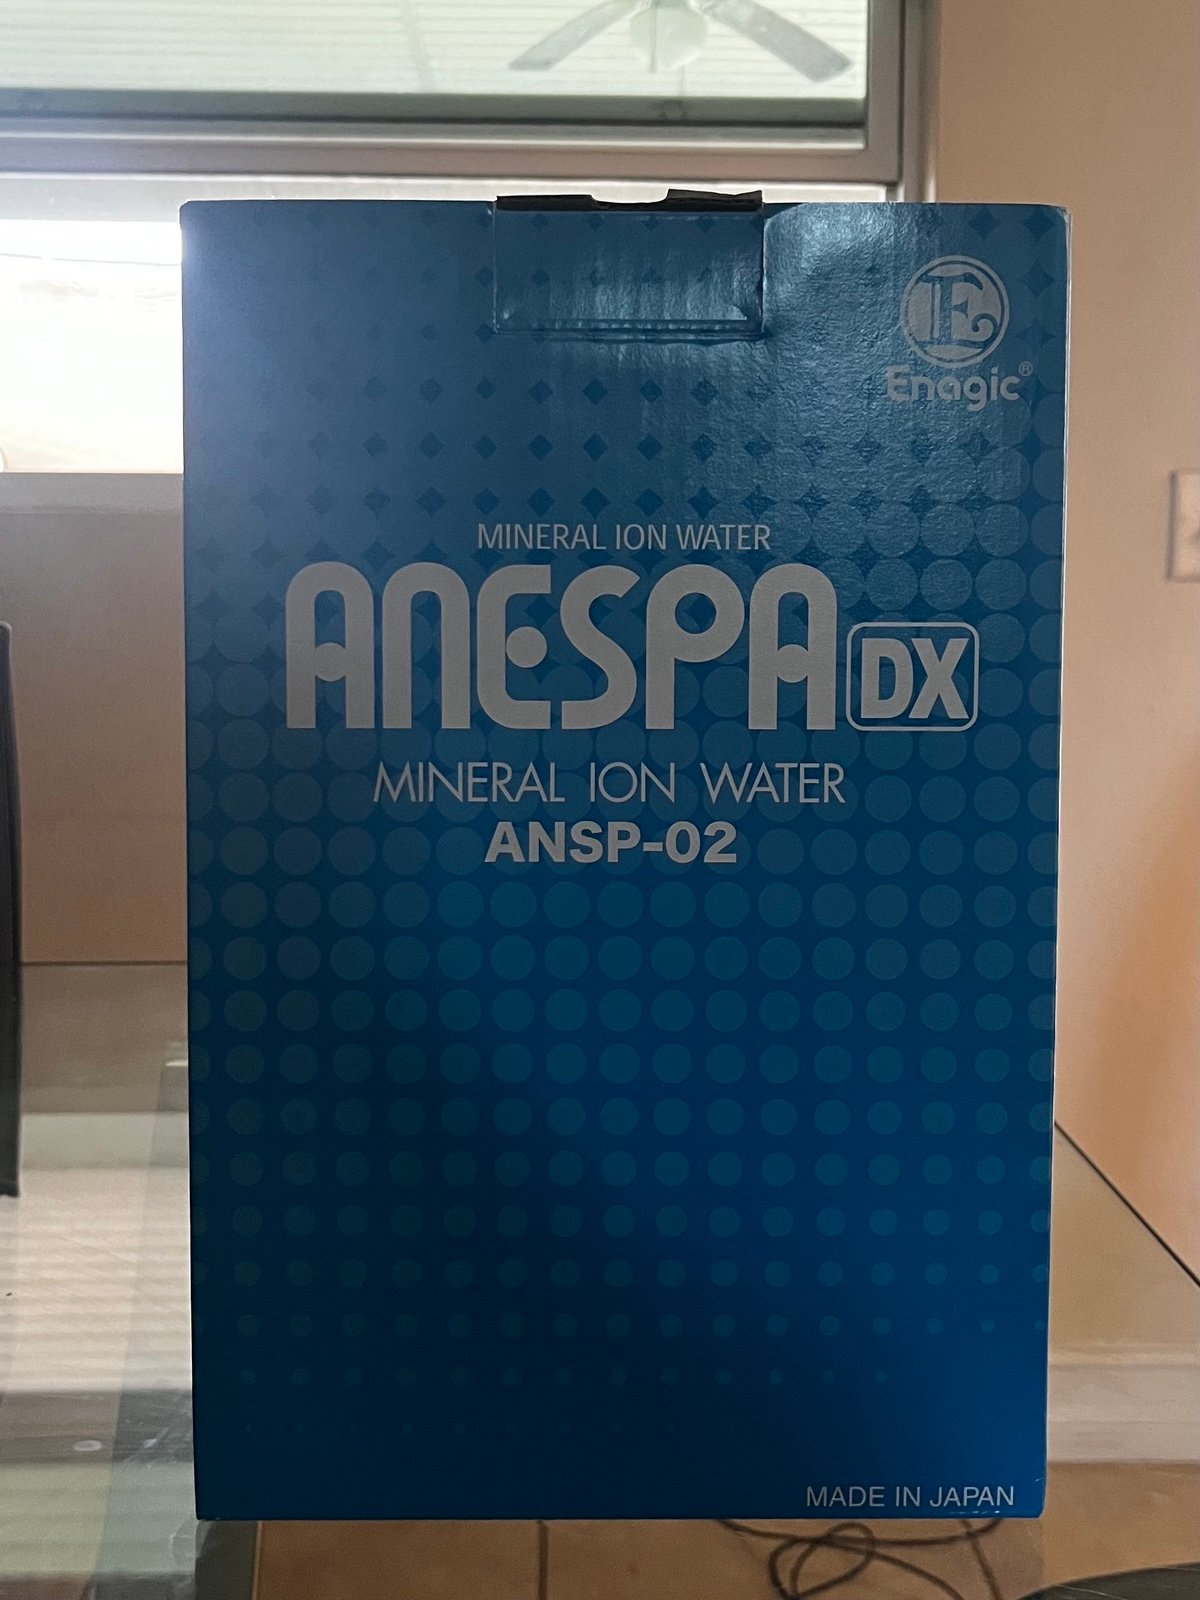 E
Enagic®
MINERAL ION WATER
ANESPA DX
MINERAL ION WATER
ANSP-02
MADE IN JAPAN